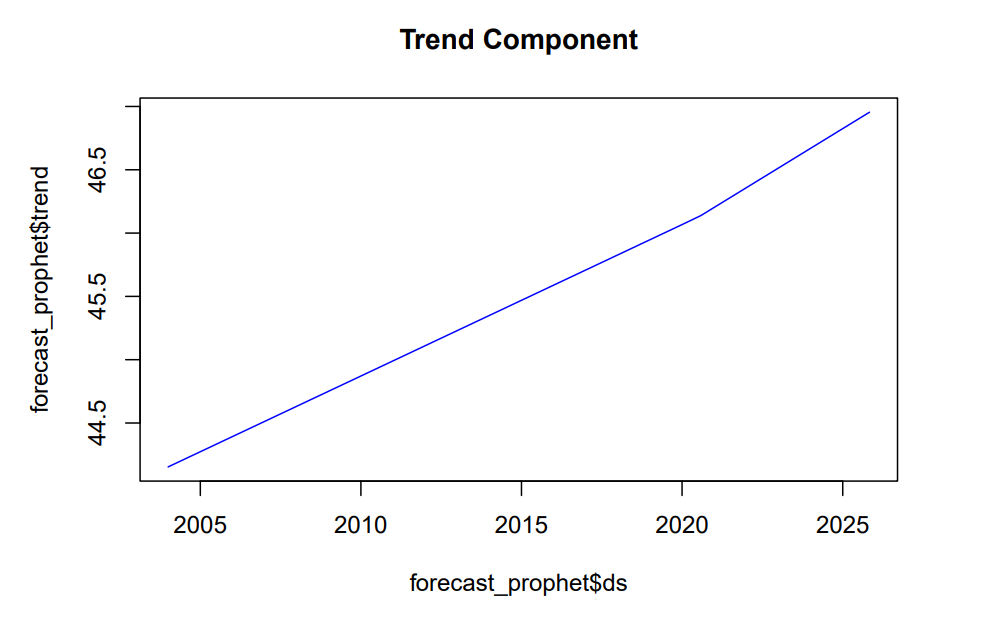 Trend Component
forecast_prophet$trend
46.5
45.5
44.5
2005 2010 2015 2020 2025
forecast_prophet$ds